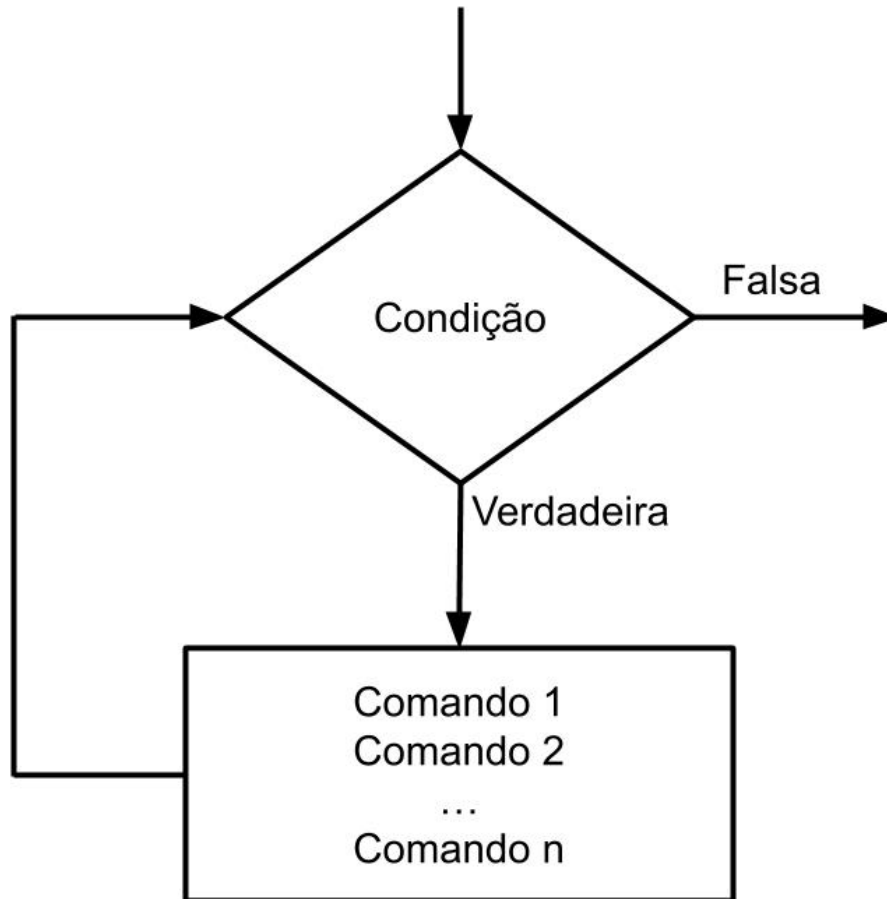 Falsa
Condição
Verdadeira
Comando 1
Comando 2
...
Comando n